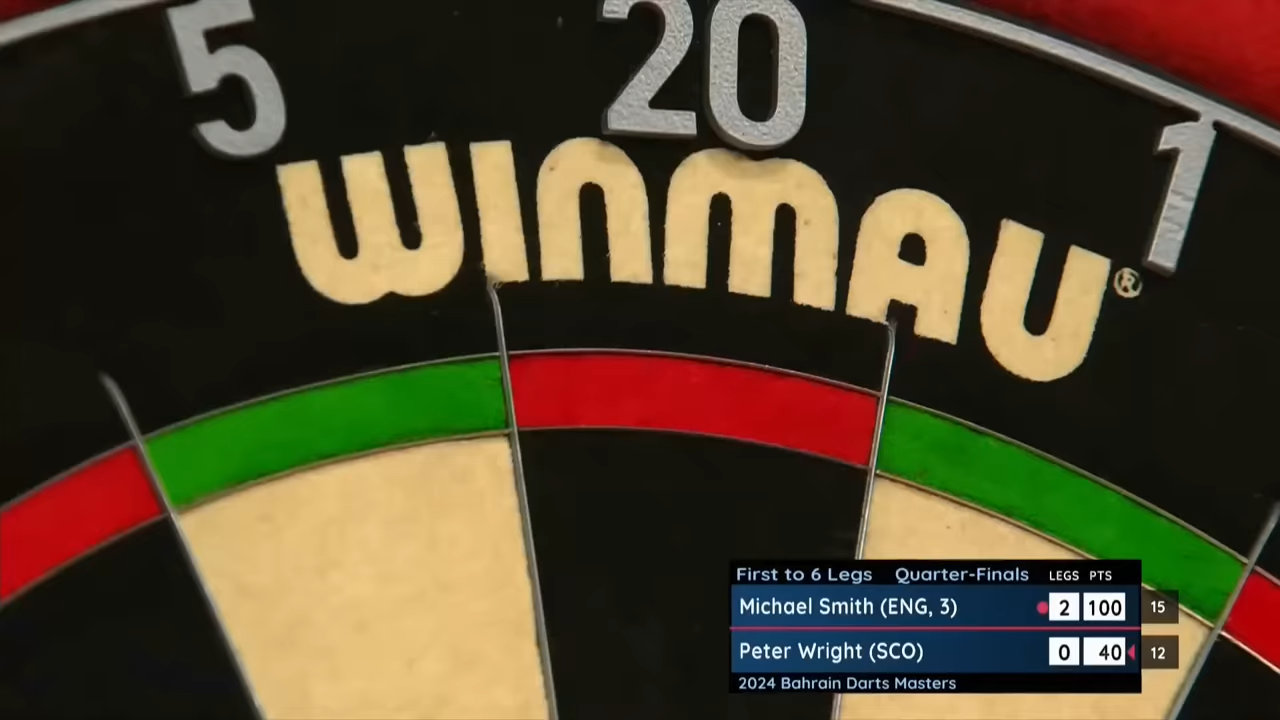 5 20 1
WINMAU®
First to 6 Legs Quarter-Finals LEGS PTS
Michael Smith (ENG, 3) 2 100 15
Peter Wright (SCO) 0 40 12
2024 Bahrain Darts Masters